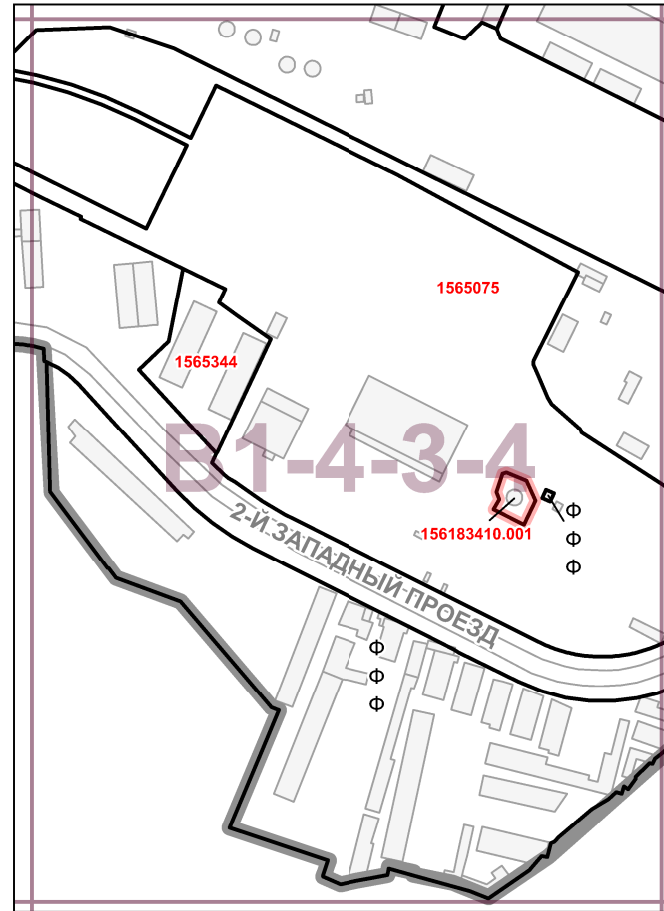 1565075
1565344
В1-4-3-4
156183410.001
Ф
Ф
Ф
2-Й ЗАПАДНЫЙ ПРОЕЗД
Ф
Ф
Ф